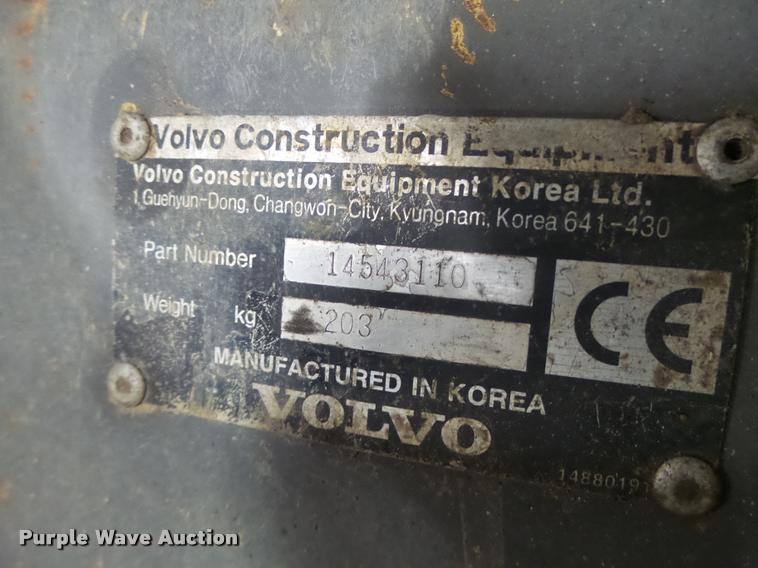 Volvo Construction Equipment
Volvo Construction Equipment Korea Ltd.
1, Guehyun-Dong, Changwon-City, Kyungnam, Korea 641-430
Part Number 14543110
Weight kg 203
CE
MANUFACTURED IN KOREA
VOLVO
Purple Wave Auction